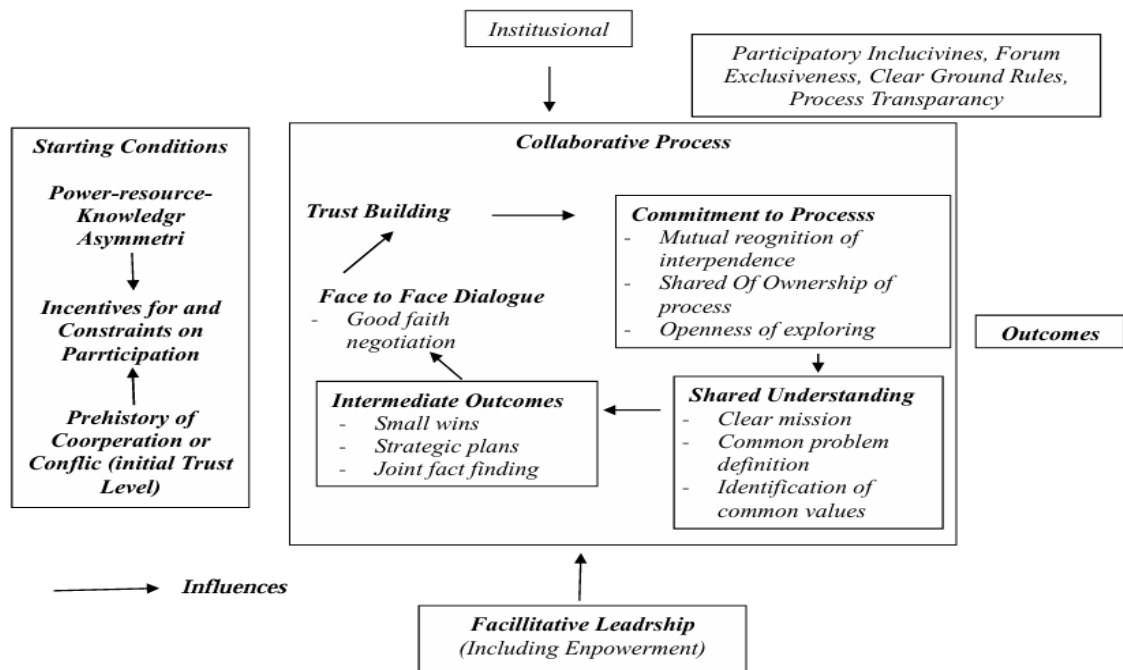 Institusional
Participatory Inclucivines, Forum
Exclusiveness, Clear Ground Rules,
Process Transparancy
Starting Conditions
Power-resource-
Knowledgr
Asymmetri
Incentives for and
Constraints on
Parrticipation
Prehistory of
Coorperation or
Conflic (initial Trust
Level)
Collaborative Process
Trust Building
Commitment to Processs
- Mutual reognition of
interpendence
- Shared Of Ownership of
process
- Openness of exploring
Face to Face Dialogue
- Good faith
negotiation
Intermediate Outcomes
- Small wins
- Strategic plans
- Joint fact finding
Shared Understanding
- Clear mission
- Common problem
definition
- Identification of
common values
Outcomes
Influences
Facillitative Leadrship
(Including Enpowerment)